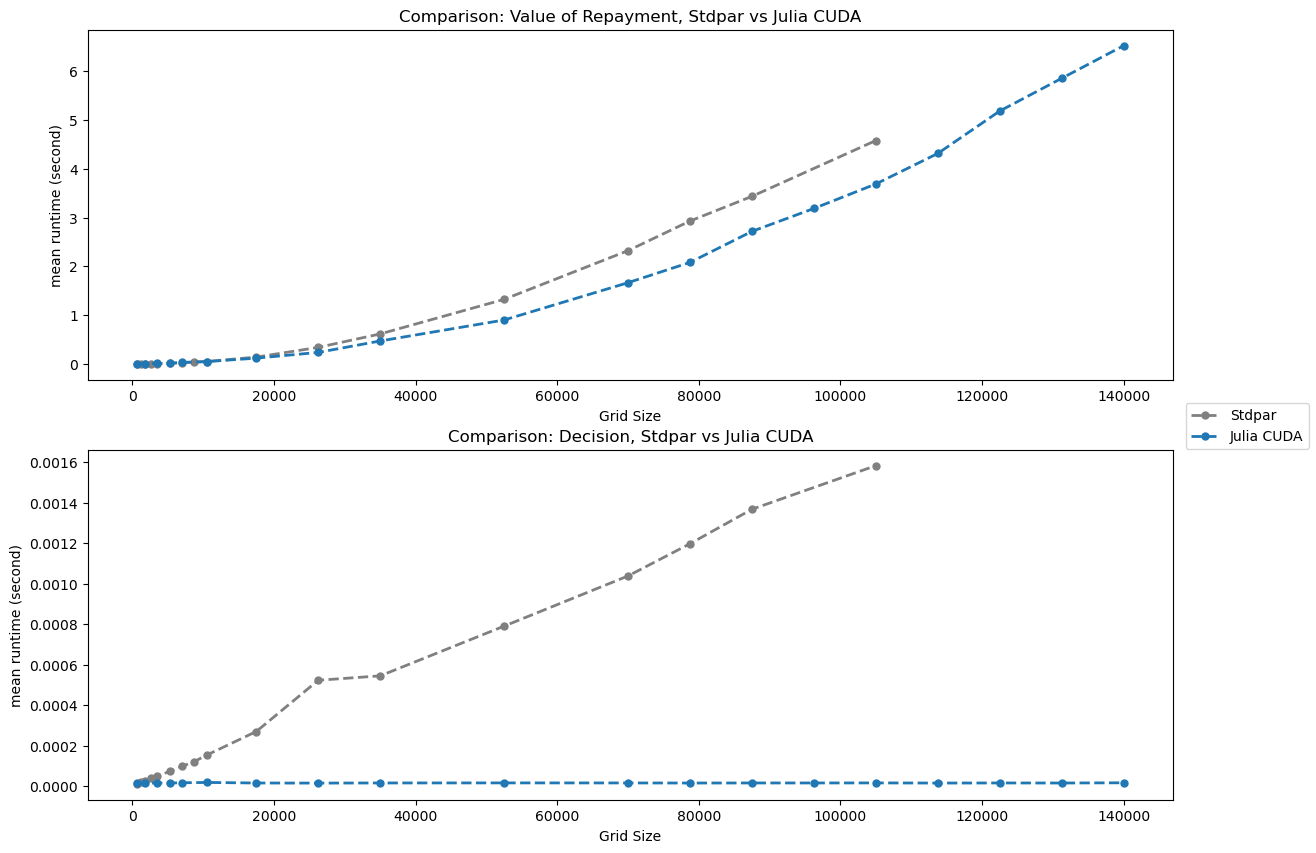 Comparison: Value of Repayment, Stdpar vs Julia CUDA
mean runtime (second)
6
5
4
3
2
1
0
0 20000 40000 60000 80000 100000 120000 140000
Grid Size
Stdpar
Julia CUDA
Comparison: Decision, Stdpar vs Julia CUDA
mean runtime (second)
0.0016
0.0014
0.0012
0.0010
0.0008
0.0006
0.0004
0.0002
0.0000
0 20000 40000 60000 80000 100000 120000 140000
Grid Size